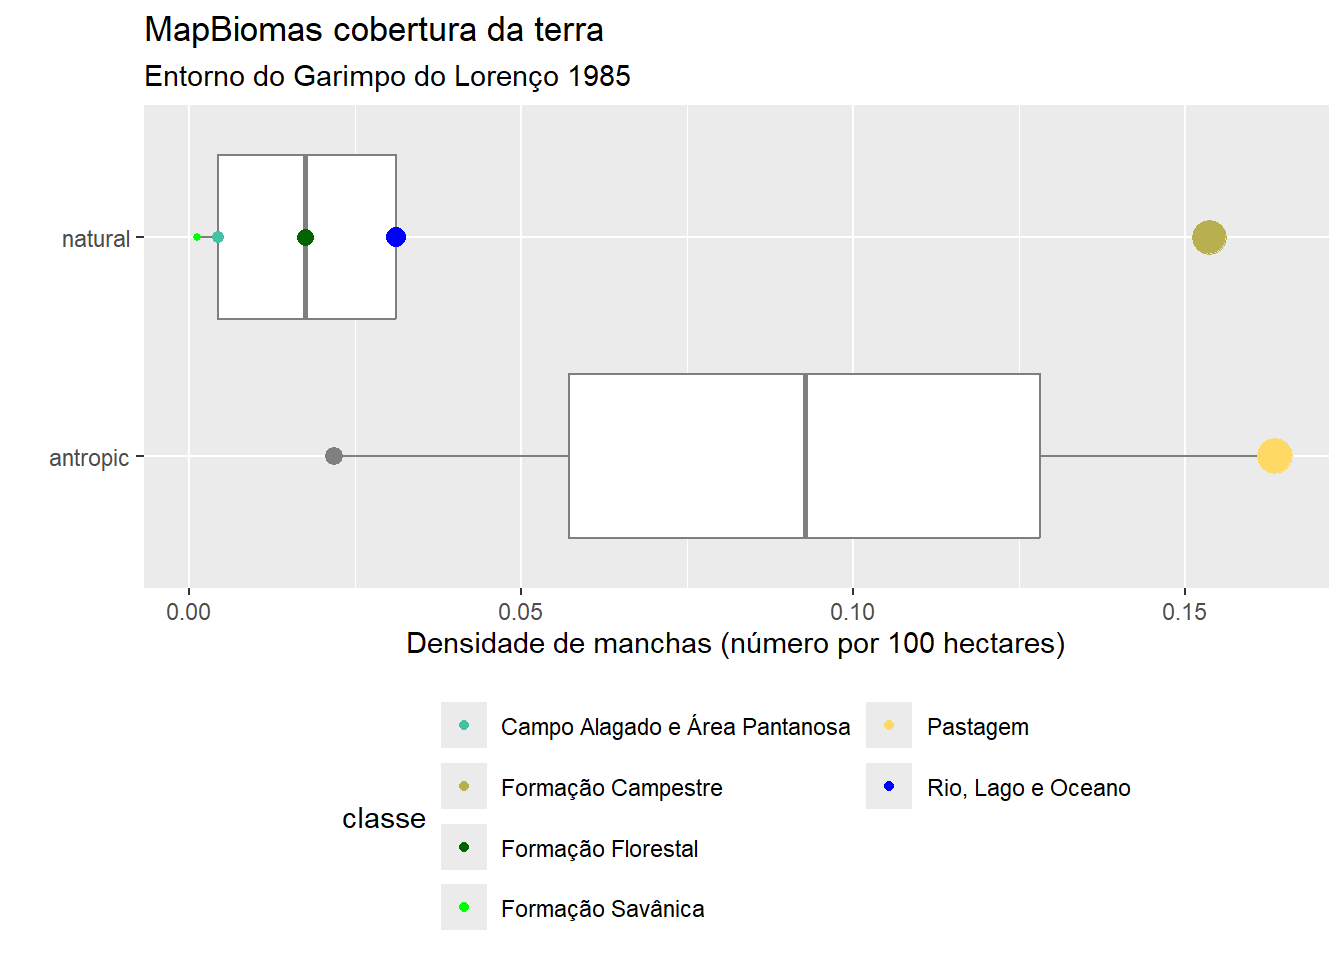 MapBiomas cobertura da terra
Entorno do Garimpo do Lorenço 1985
natural
antropic
0.00 0.05 0.10 0.15
Densidade de manchas (número por 100 hectares)
classe
Campo Alagado e Área Pantanosa
Formação Campestre
Formação Florestal
Formação Savânica
Pastagem
Rio, Lago e Oceano